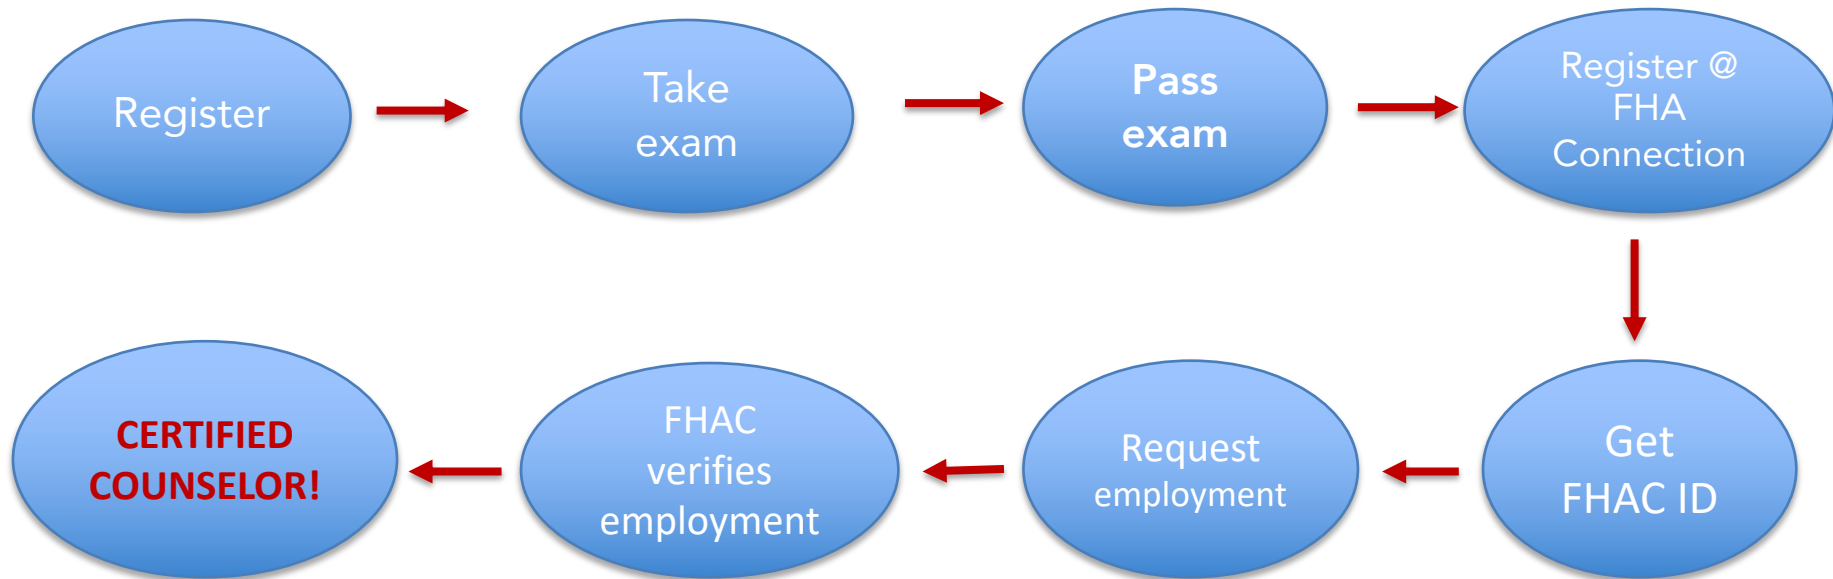 Register
Take
exam
Pass
exam
Register @
FHA
Connection
Get
FHAC ID
Request
employment
FHAC
verifies
employment
CERTIFIED
COUNSELOR!